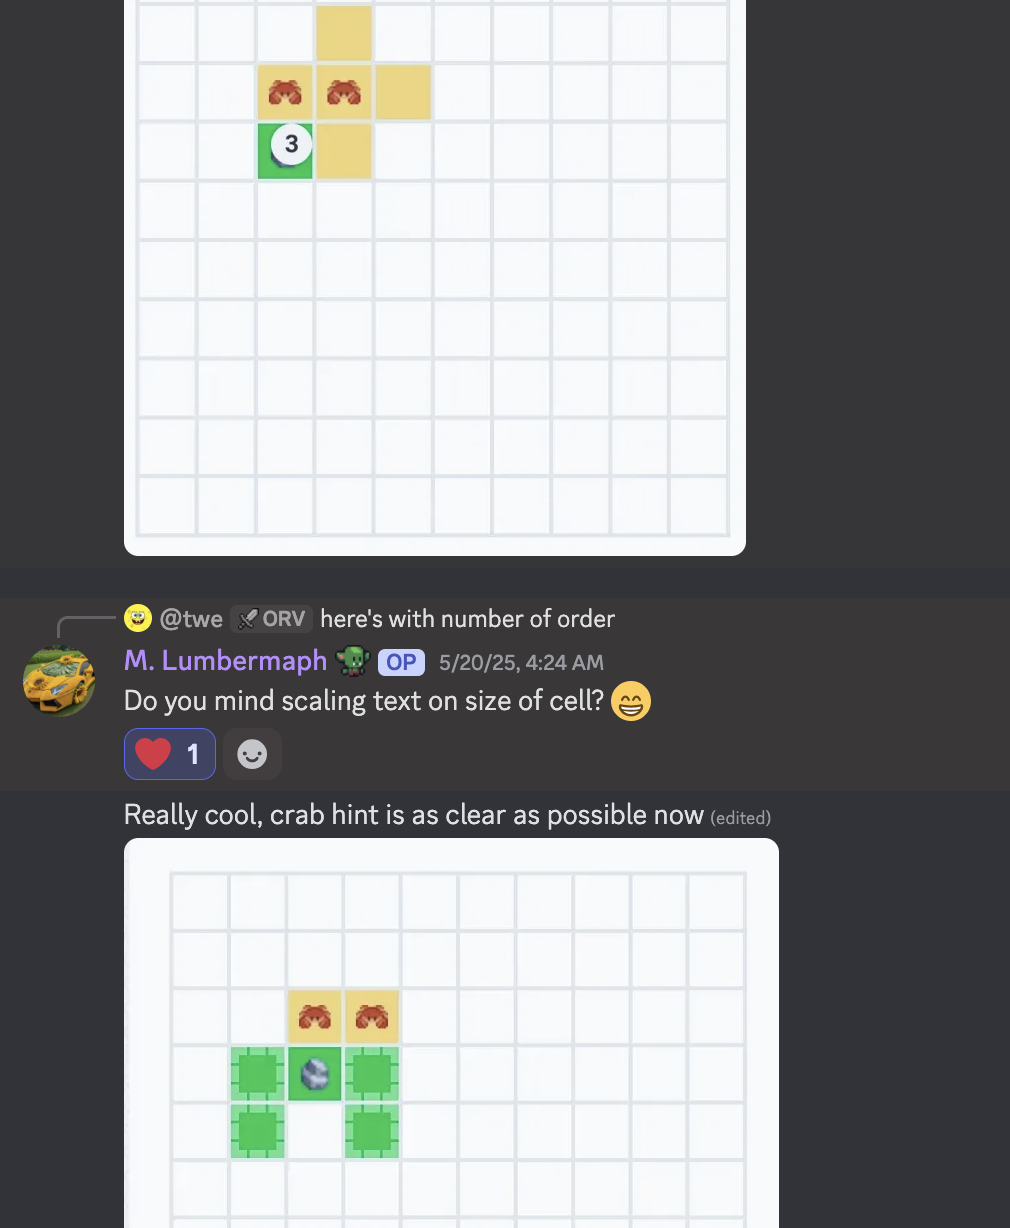 3
@twe ORV here's with number of order
M. Lumbermaph OP 5/20/25, 4:24 AM
Do you mind scaling text on size of cell?
1
Really cool, crab hint is as clear as possible now (edited)